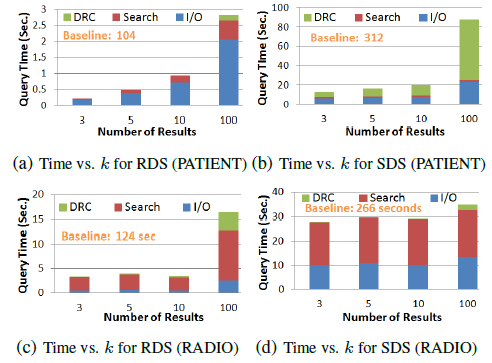 3
2.5
2
1.5
1
0.5
0
Query Time (Sec.)
DRC Search I/O
Baseline: 104
3 5 10 100
Number of Results
100
80
60
40
20
0
Query Time (Sec.)
DRC Search I/O
Baseline: 312
3 5 10 100
Number of Results
(a) Time vs. k for RDS (PATIENT) (b) Time vs. k for SDS (PATIENT)
20
15
10
5
0
Query Time (Sec.)
DRC Search I/O
Baseline: 124 sec
3 5 10 100
Number of Results
40
30
20
10
0
Query Time (Sec.)
DRC Search I/O
Baseline: 266 seconds
3 5 10 100
Number of Results
(c) Time vs. k for RDS (RADIO) (d) Time vs. k for SDS (RADIO)